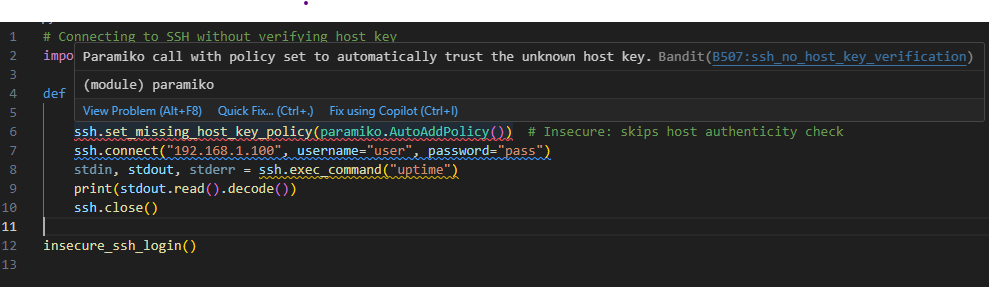 1 # Connecting to SSH without verifying host key
2 impo
Paramiko call with policy set to automatically trust the unknown host key. Bandit(B507:ssh_no_host_key_verification)
3
(module) paramiko
4 def
5 View Problem (Alt+F8) Quick Fix... (Ctrl+.) Fix using Copilot (Ctrl+I)
6 ssh.set_missing_host_key_policy(paramiko.AutoAddPolicy()) # Insecure: skips host authenticity check
7 ssh.connect("192.168.1.100", username="user", password="pass")
8 stdin, stdout, stderr = ssh.exec_command("uptime")
9 print(stdout.read().decode())
10 ssh.close()
11
12 insecure_ssh_login()
13